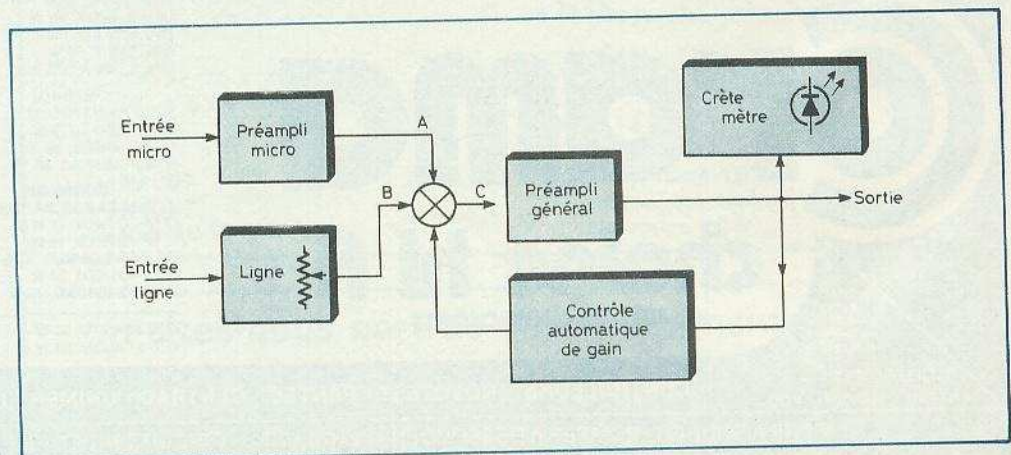 Entrée
micro
Préampli
micro
A
Entrée
ligne
Ligne
B
C
Préampli
général
Crète
mètre
Sortie
Contrôle
automatique
de gain